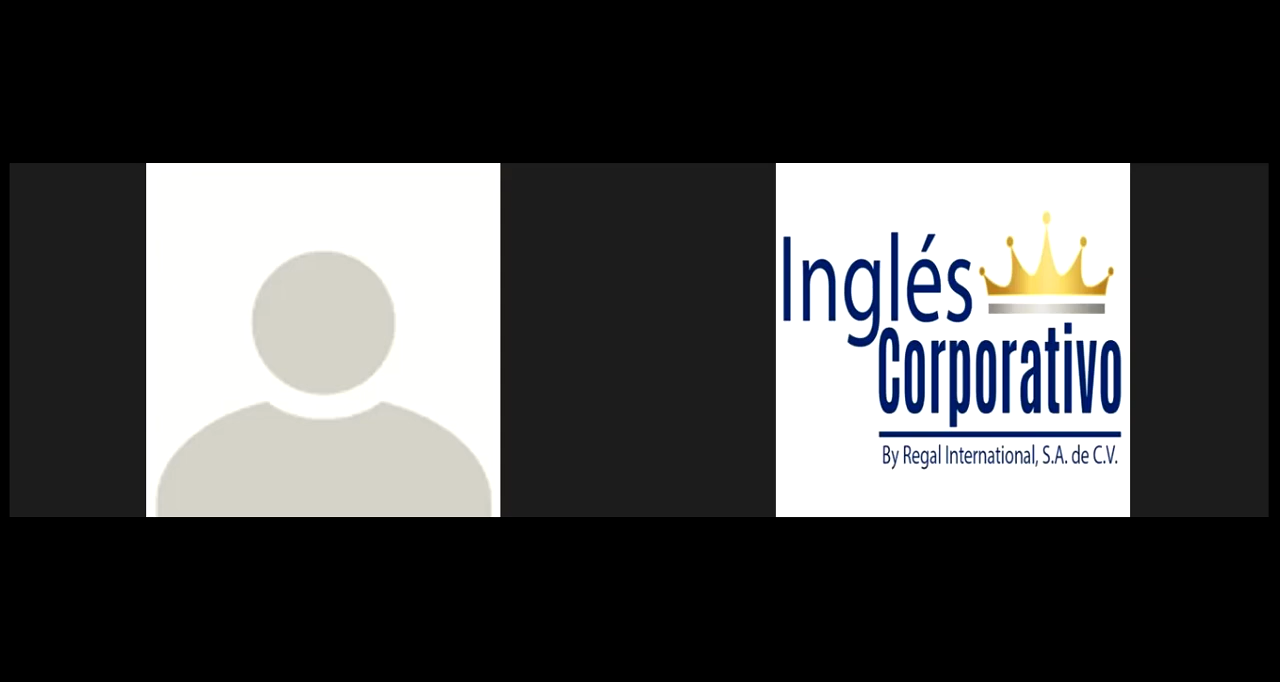 Inglés
Corporativo
By Regal International, S.A. de C.V.